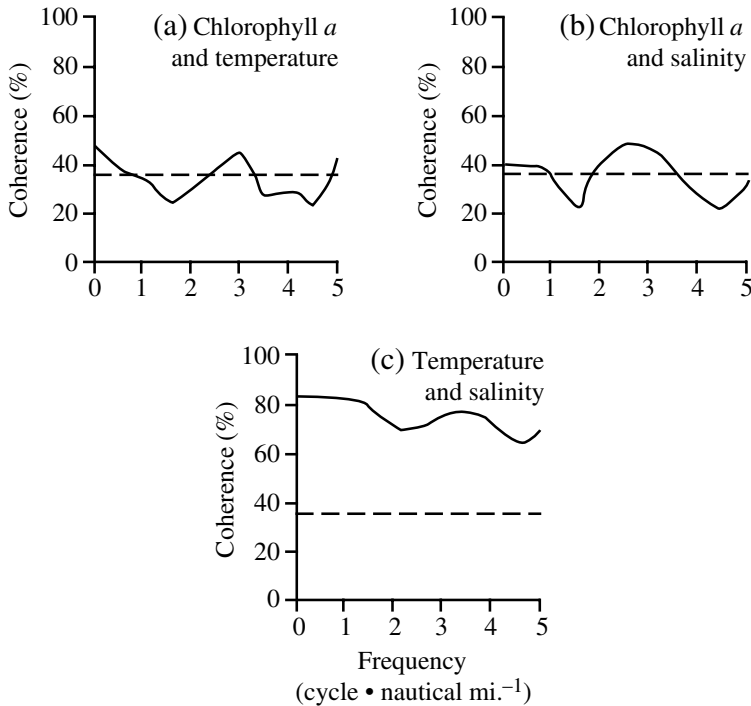 (a) Chlorophyll a
and temperature
Coherence (%)
100
80
60
40
20
0
0 1 2 3 4 5
(b) Chlorophyll a
and salinity
Coherence (%)
100
80
60
40
20
0
0 1 2 3 4 5
(c) Temperature
and salinity
Coherence (%)
100
80
60
40
20
0
0 1 2 3 4 5
Frequency
(cycle • nautical mi.⁻¹)